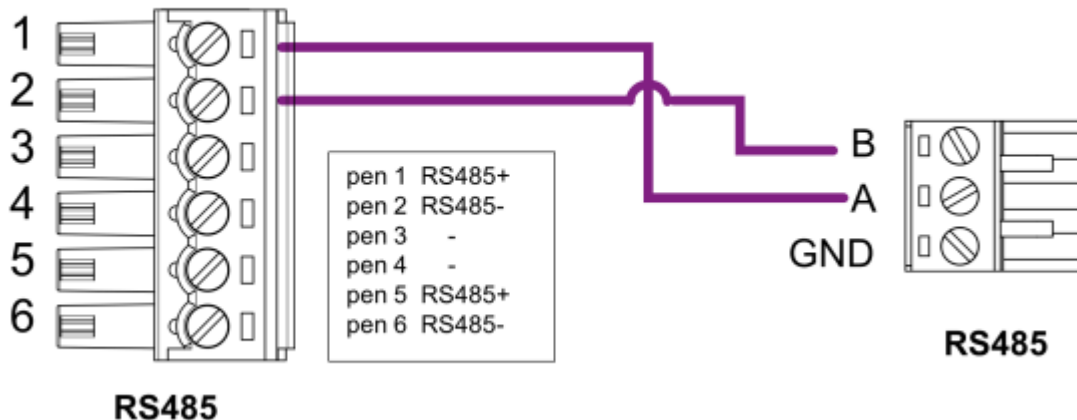 1
2
3
4
5
6
pen 1 RS485+
pen 2 RS485-
pen 3 -
pen 4 -
pen 5 RS485+
pen 6 RS485-
RS485
B
A
GND
RS485